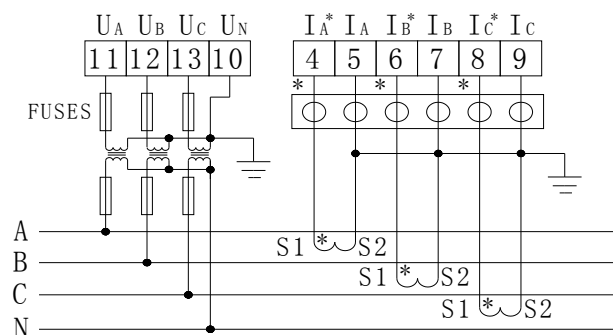 UA UB UC UN IA* IA IB* IB IC* IC
11 12 13 10 4 5 6 7 8 9
* * *
FUSES
A S1 * S2
B S1 * S2
C S1 * S2
N